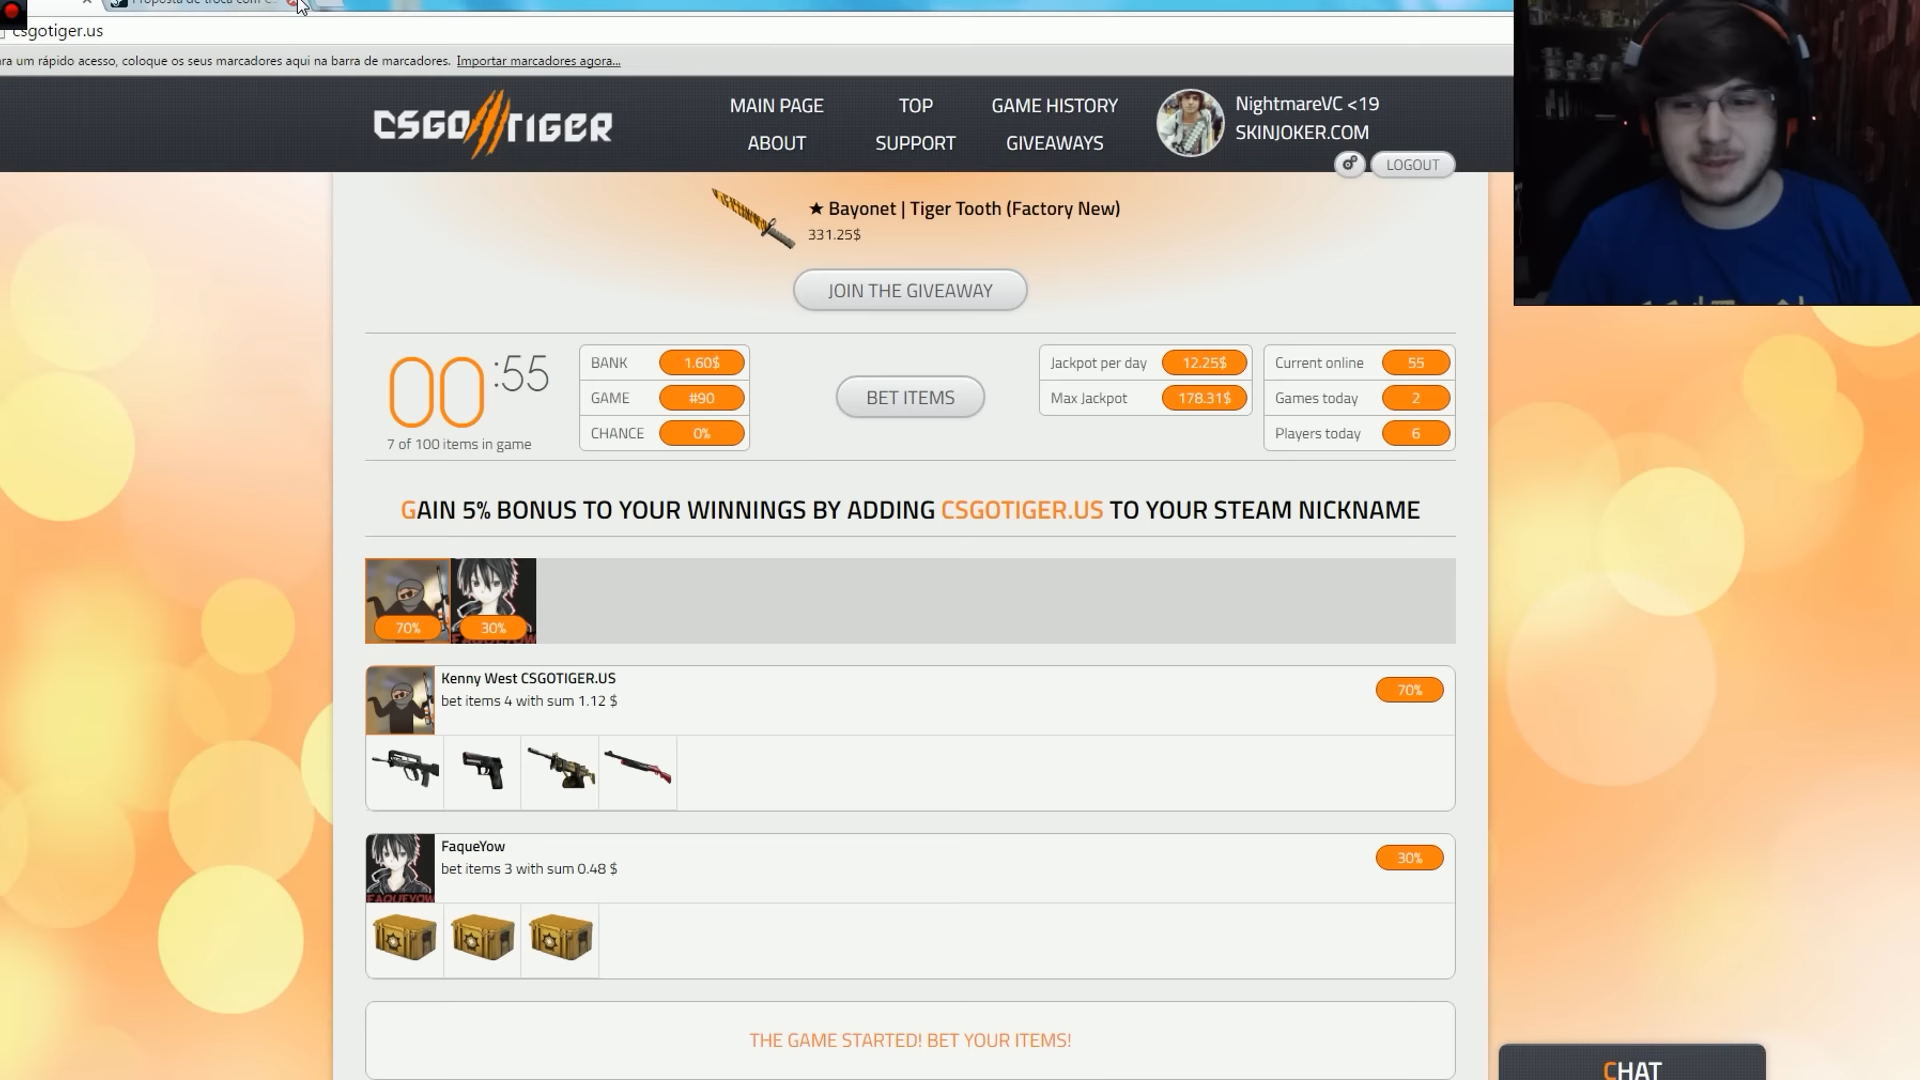 Proposta de troca com C
csgotiger.us
ra um rápido acesso, coloque os seus marcadores aqui na barra de marcadores. Importar marcadores agora...
CSGO TIGER
MAIN PAGE
TOP
GAME HISTORY
ABOUT
SUPPORT
GIVEAWAYS
NightmareVC <19
SKINJOKER.COM
LOGOUT
★ Bayonet | Tiger Tooth (Factory New)
331.25$
JOIN THE GIVEAWAY
00:55
7 of 100 items in game
BANK 1.60$
GAME #90
CHANCE 0%
BET ITEMS
Jackpot per day 12.25$
Max Jackpot 178.31$
Current online 55
Games today 2
Players today 6
GAIN 5% BONUS TO YOUR WINNINGS BY ADDING CSGOTIGER.US TO YOUR STEAM NICKNAME
70%
30%
Kenny West CSGOTIGER.US
bet items 4 with sum 1.12 $
70%
FaqueYow
bet items 3 with sum 0.48 $
30%
FAQUEYOW
THE GAME STARTED! BET YOUR ITEMS!
CHAT